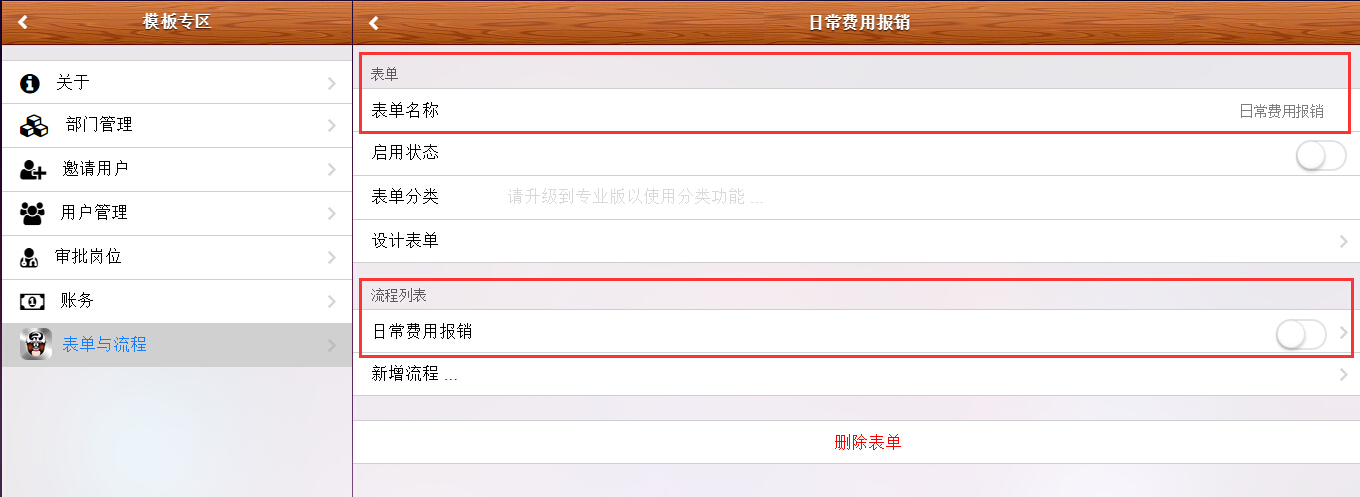 模板专区
关于
部门管理
邀请用户
用户管理
审批岗位
账务
表单与流程
日常费用报销
表单
表单名称 日常费用报销
启用状态
表单分类 请升级到专业版以使用分类功能 ...
设计表单
流程列表
日常费用报销
新增流程 ...
删除表单